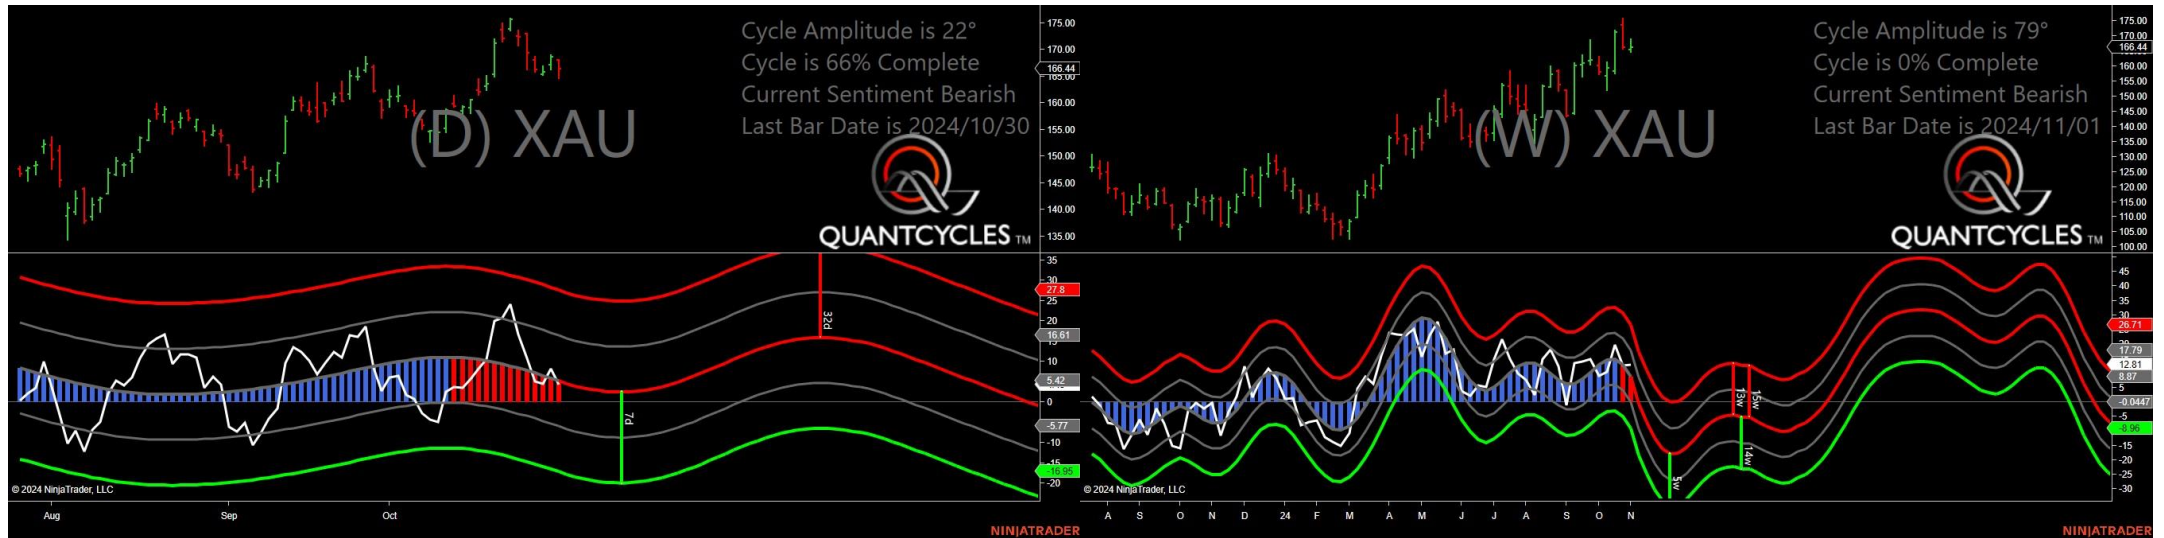 Cycle Amplitude is 22°
Cycle is 66% Complete
Current Sentiment Bearish
Last Bar Date is 2024/10/30
(D) XAU
QUANTCYCLES TM
175.00
170.00
166.44
165.00
160.00
155.00
150.00
145.00
140.00
135.00
32d
7d
35
30
27.8
25
20
16.61
15
10
5.42
0
-5.77
-10
-15
-16.95
-20
© 2024 NinjaTrader, LLC
Aug Sep Oct
NINJATRADER
Cycle Amplitude is 79°
Cycle is 0% Complete
Current Sentiment Bearish
Last Bar Date is 2024/11/01
(W) XAU
QUANTCYCLES TM
175.00
170.00
166.44
160.00
155.00
150.00
145.00
140.00
135.00
130.00
125.00
120.00
115.00
110.00
105.00
100.00
13w
15w
14w
5w
45
40
35
30
26.71
17.79
12.81
8.87
5
-0.0447
-5
-8.96
-15
-20
-25
-30
© 2024 NinjaTrader, LLC
A S O N D 24 F M A M J J A S O N
NINJATRADER